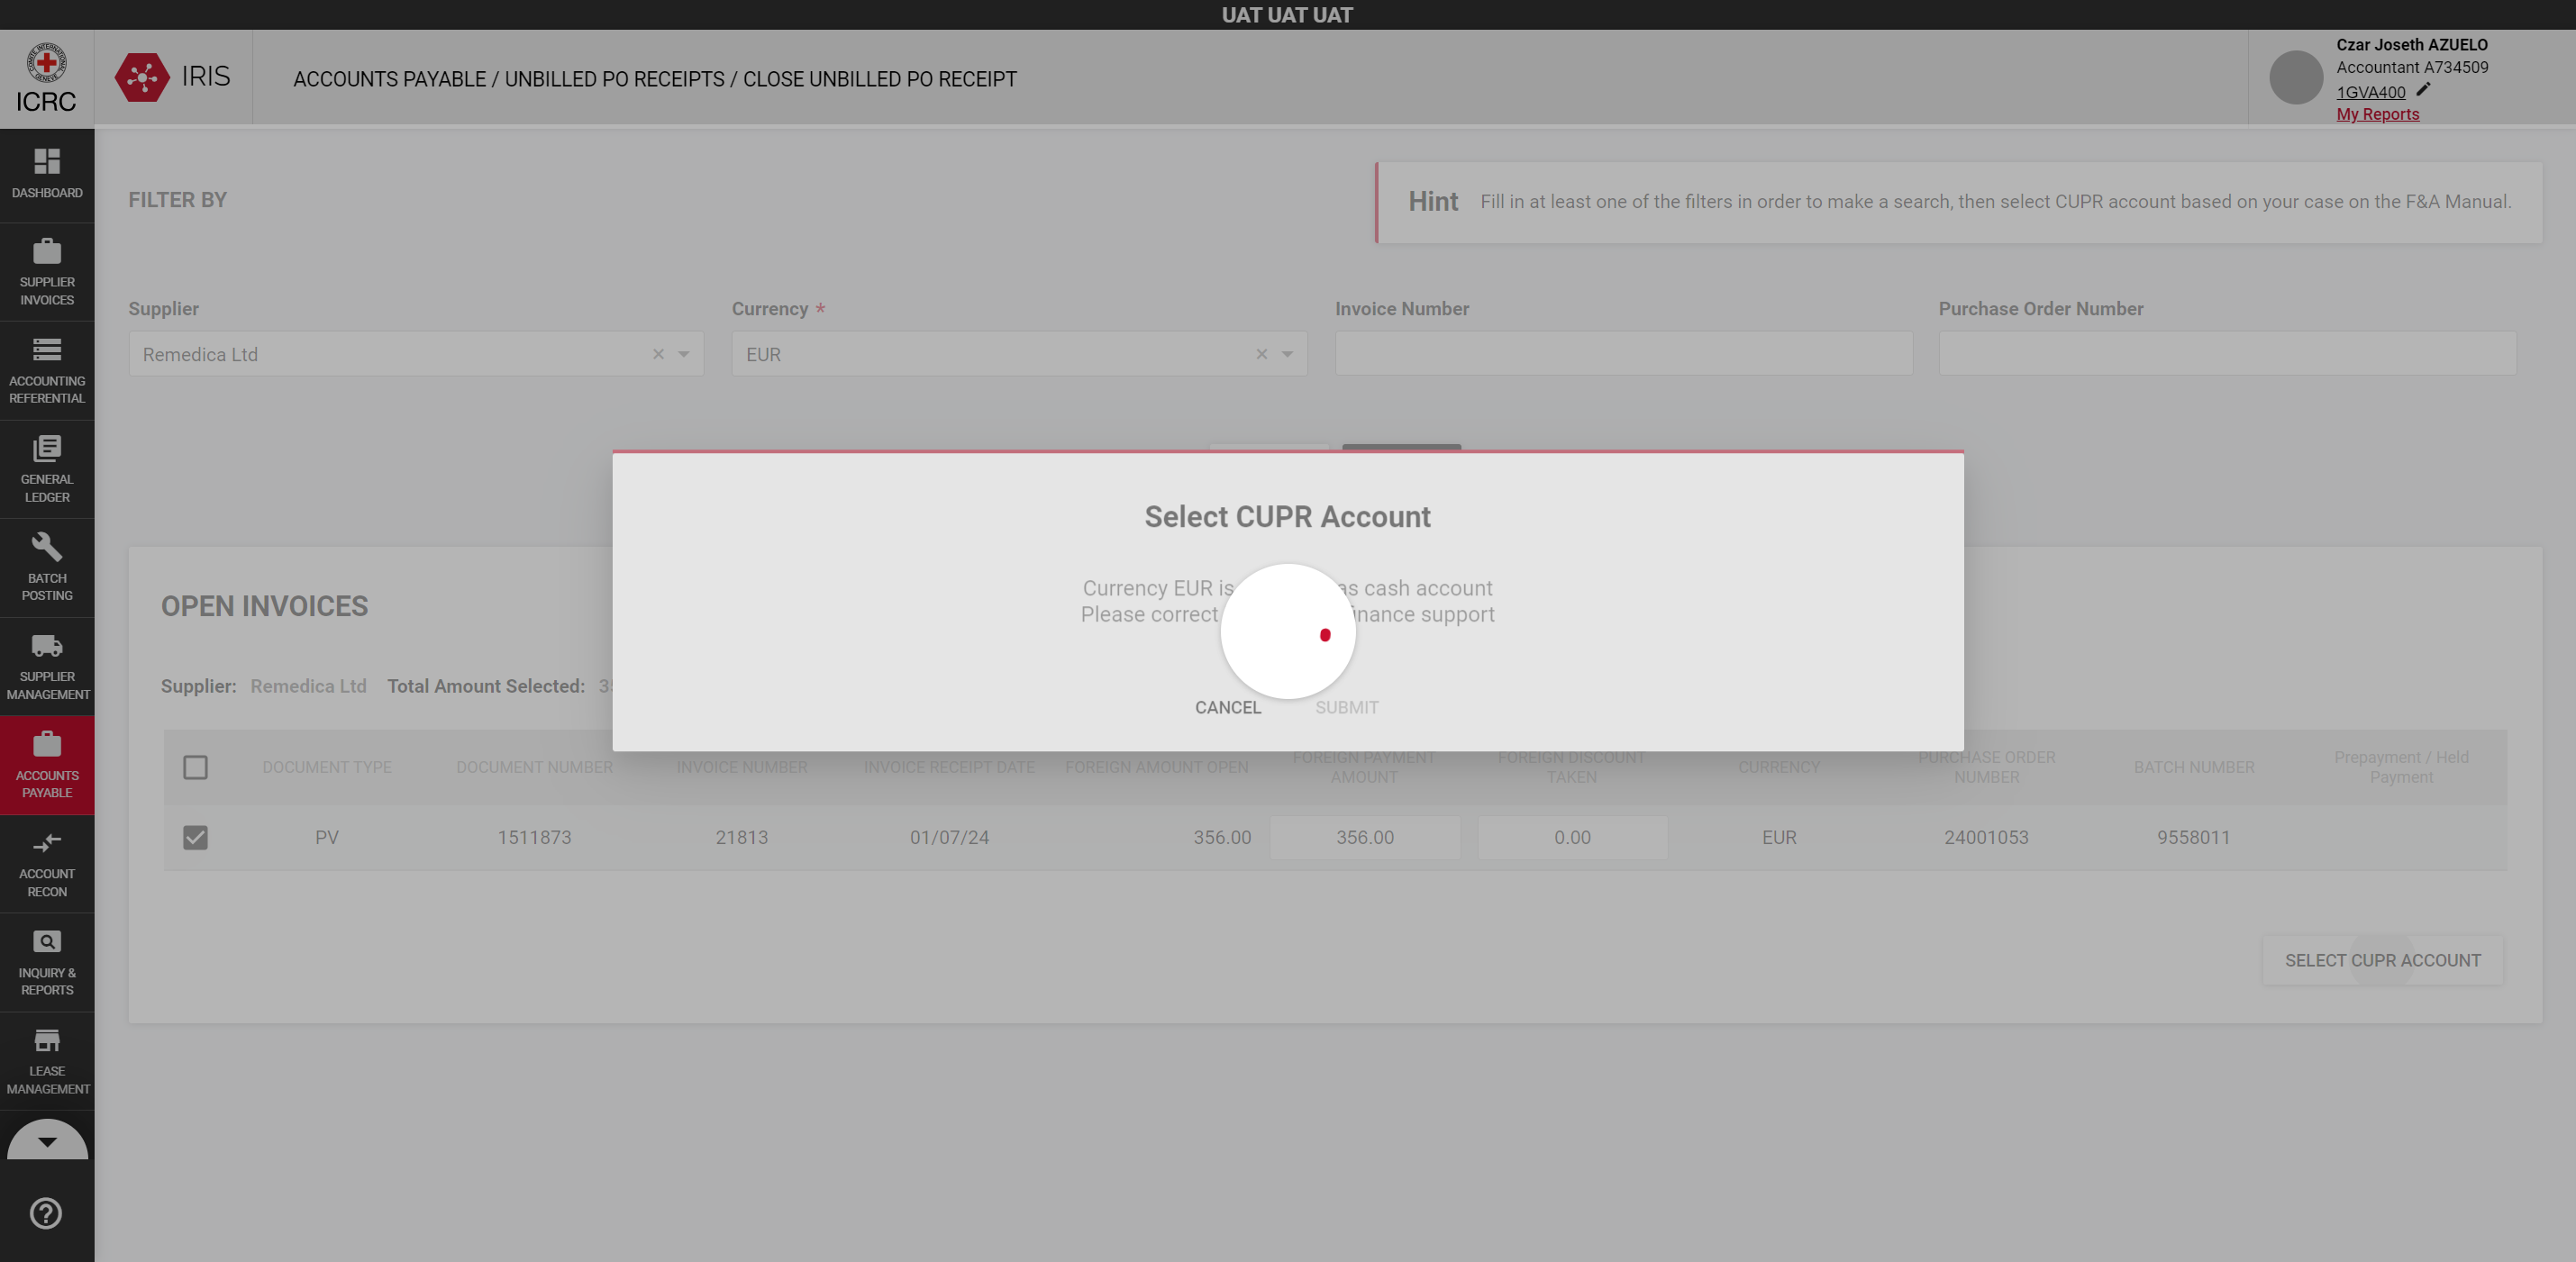 UAT UAT UAT
COMITE INTERNATIONAL GENEVE
ICRC
IRIS
ACCOUNTS PAYABLE / UNBILLED PO RECEIPTS / CLOSE UNBILLED PO RECEIPT
Czar Joseth AZUELO
Accountant A734509
1GVA400
My Reports
DASHBOARD
SUPPLIER
INVOICES
ACCOUNTING
REFERENTIAL
GENERAL
LEDGER
BATCH
POSTING
SUPPLIER
MANAGEMENT
ACCOUNTS
PAYABLE
ACCOUNT
RECON
INQUIRY &
REPORTS
LEASE
MANAGEMENT
FILTER BY
Hint Fill in at least one of the filters in order to make a search, then select CUPR account based on your case on the F&A Manual.
Supplier Currency * Invoice Number Purchase Order Number
Remedica Ltd EUR
Select CUPR Account
Currency EUR is as cash account
Please correct finance support
CANCEL SUBMIT
OPEN INVOICES
Supplier: Remedica Ltd Total Amount Selected:
DOCUMENT TYPE DOCUMENT NUMBER INVOICE NUMBER INVOICE RECEIPT DATE FOREIGN AMOUNT OPEN FOREIGN PAYMENT AMOUNT FOREIGN DISCOUNT TAKEN CURRENCY PURCHASE ORDER NUMBER BATCH NUMBER Prepayment / Held Payment
PV 1511873 21813 01/07/24 356.00 356.00 0.00 EUR 24001053 9558011
SELECT CUPR ACCOUNT